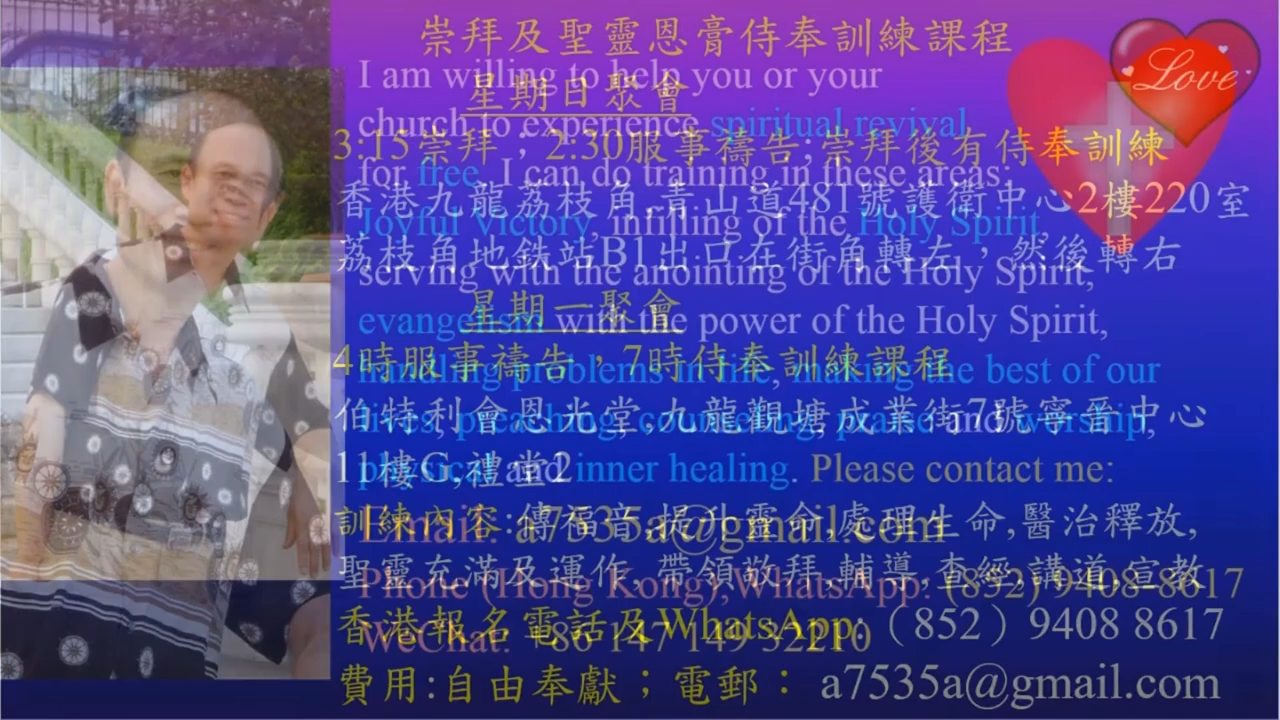 崇拜及聖靈恩膏侍奉訓練課程
Love
I am willing to help you or your
星期日聚會
church to experience spiritual revival
3:15崇拜，2:30服事禱告;崇拜後有侍奉訓練
for free. I can do training in these areas:
香港九龍荔枝角,青山道481號護衛中心2樓220室
Joyful Victory, infilling of the Holy Spirit,
荔枝角地鉄站B1出口在街角轉左，然後轉右
serving with the anointing of the Holy Spirit,
星期一聚會
evangelism with the power of the Holy Spirit,
4時服事禱告，7時侍奉訓練課程
handling problems in life, making the best of our
伯特利會恩光堂,九龍觀塘成業街7號寧晉中心
lives, preaching, counseling, praise and worship,
11樓G,禮堂2
physical and inner healing. Please contact me:
訓練內容:傳福音,提升靈命,處理生命,醫治釋放,
Email: a7535a@gmail.com
聖靈充滿及運作,帶領敬拜,輔導,查經,講道,宣教
Phone (Hong Kong),WhatsApp: (852) 9408-8617
香港報名電話及WhatsApp:（852）9408 8617
WeChat: 86 147 149 32210
費用:自由奉獻；電郵： a7535a@gmail.com